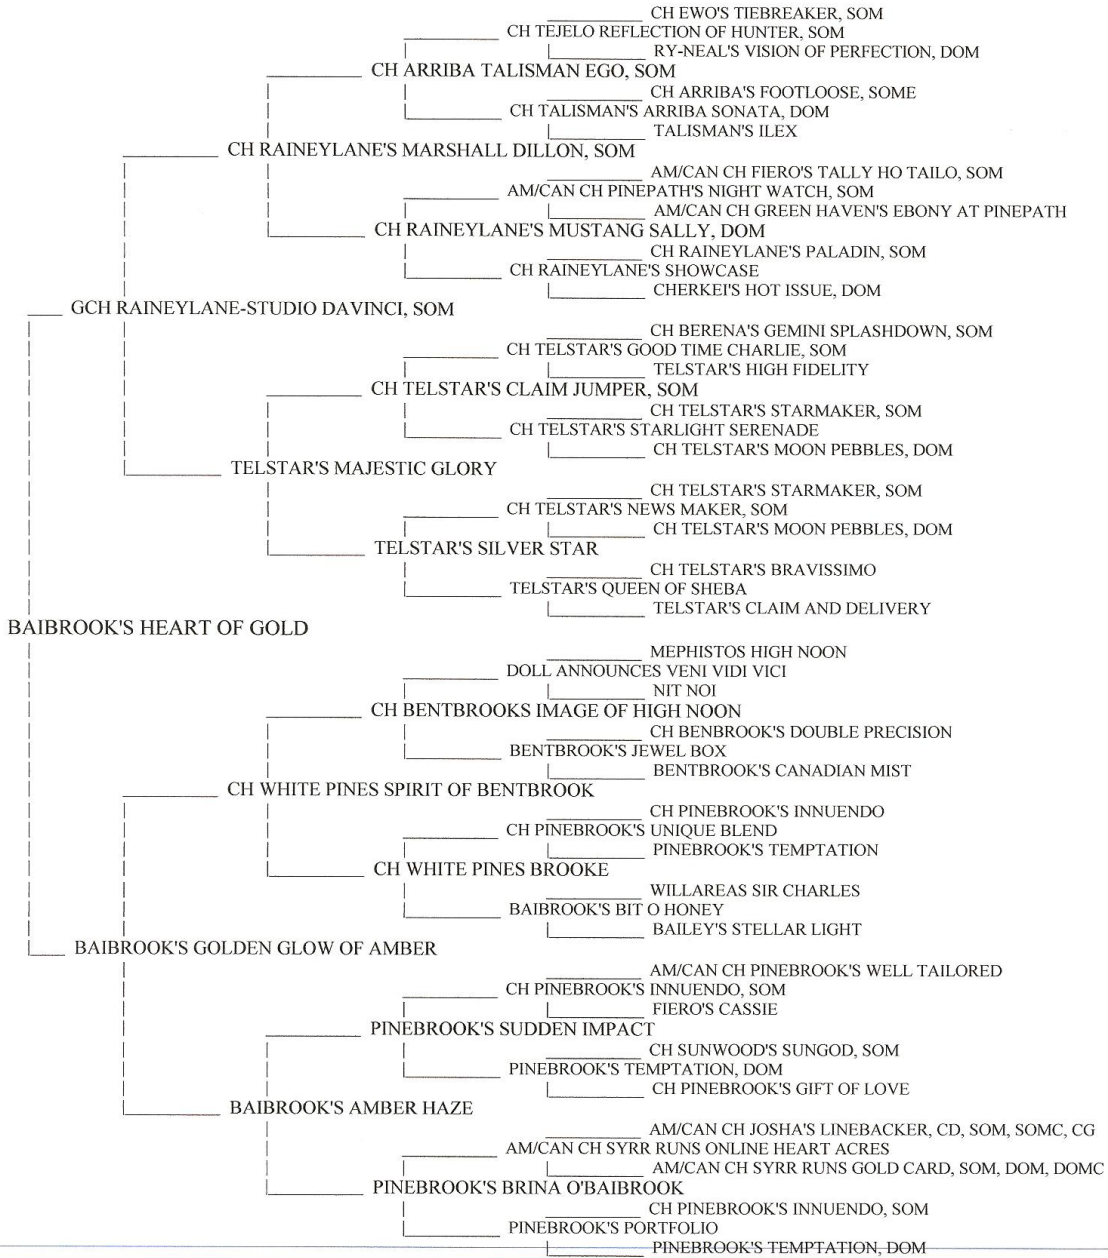 CH EWO'S TIEBREAKER, SOM
CH TEJELO REFLECTION OF HUNTER, SOM
RY-NEAL'S VISION OF PERFECTION, DOM
CH ARRIBA TALISMAN EGO, SOM
CH ARRIBA'S FOOTLOOSE, SOME
CH TALISMAN'S ARRIBA SONATA, DOM
TALISMAN'S ILEX
CH RAINEYLANE'S MARSHALL DILLON, SOM
AM/CAN CH FIERO'S TALLY HO TAILO, SOM
AM/CAN CH PINEPATH'S NIGHT WATCH, SOM
AM/CAN CH GREEN HAVEN'S EBONY AT PINEPATH
CH RAINEYLANE'S MUSTANG SALLY, DOM
CH RAINEYLANE'S PALADIN, SOM
CH RAINEYLANE'S SHOWCASE
CHERKEI'S HOT ISSUE, DOM
GCH RAINEYLANE-STUDIO DAVINCI, SOM
CH BERENA'S GEMINI SPLASHDOWN, SOM
CH TELSTAR'S GOOD TIME CHARLIE, SOM
TELSTAR'S HIGH FIDELITY
CH TELSTAR'S CLAIM JUMPER, SOM
CH TELSTAR'S STARMAKER, SOM
CH TELSTAR'S STARLIGHT SERENADE
CH TELSTAR'S MOON PEBBLES, DOM
TELSTAR'S MAJESTIC GLORY
CH TELSTAR'S STARMAKER, SOM
CH TELSTAR'S NEWS MAKER, SOM
CH TELSTAR'S MOON PEBBLES, DOM
TELSTAR'S SILVER STAR
CH TELSTAR'S BRAVISSIMO
TELSTAR'S QUEEN OF SHEBA
TELSTAR'S CLAIM AND DELIVERY
BAIBROOK'S HEART OF GOLD
MEPHISTOS HIGH NOON
DOLL ANNOUNCES VENI VIDI VICI
NIT NOI
CH BENTBROOKS IMAGE OF HIGH NOON
CH BENBROOK'S DOUBLE PRECISION
BENTBROOK'S JEWEL BOX
BENTBROOK'S CANADIAN MIST
CH WHITE PINES SPIRIT OF BENTBROOK
CH PINEBROOK'S INNUENDO
CH PINEBROOK'S UNIQUE BLEND
PINEBROOK'S TEMPTATION
CH WHITE PINES BROOKE
WILLAREAS SIR CHARLES
BAIBROOK'S BIT O HONEY
BAILEY'S STELLAR LIGHT
BAIBROOK'S GOLDEN GLOW OF AMBER
AM/CAN CH PINEBROOK'S WELL TAILORED
CH PINEBROOK'S INNUENDO, SOM
FIERO'S CASSIE
PINEBROOK'S SUDDEN IMPACT
CH SUNWOOD'S SUNGOD, SOM
PINEBROOK'S TEMPTATION, DOM
CH PINEBROOK'S GIFT OF LOVE
BAIBROOK'S AMBER HAZE
AM/CAN CH JOSHA'S LINEBACKER, CD, SOM, SOMC, CG
AM/CAN CH SYRR RUNS ONLINE HEART ACRES
AM/CAN CH SYRR RUNS GOLD CARD, SOM, DOM, DOMC
PINEBROOK'S BRINA O'BAIBROOK
CH PINEBROOK'S INNUENDO, SOM
PINEBROOK'S PORTFOLIO
PINEBROOK'S TEMPTATION, DOM